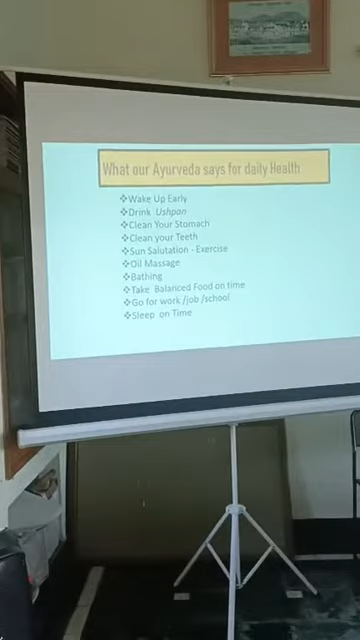 What our Ayurveda says for daily Health
❖Wake Up Early
❖Drink Ushpan
❖Clean Your Stomach
❖Clean your Teeth
❖Sun Salutation - Exercise
❖Oil Massage
❖Bathing
❖Take Balanced Food on time
❖Go for work /job /school
❖Sleep on Time